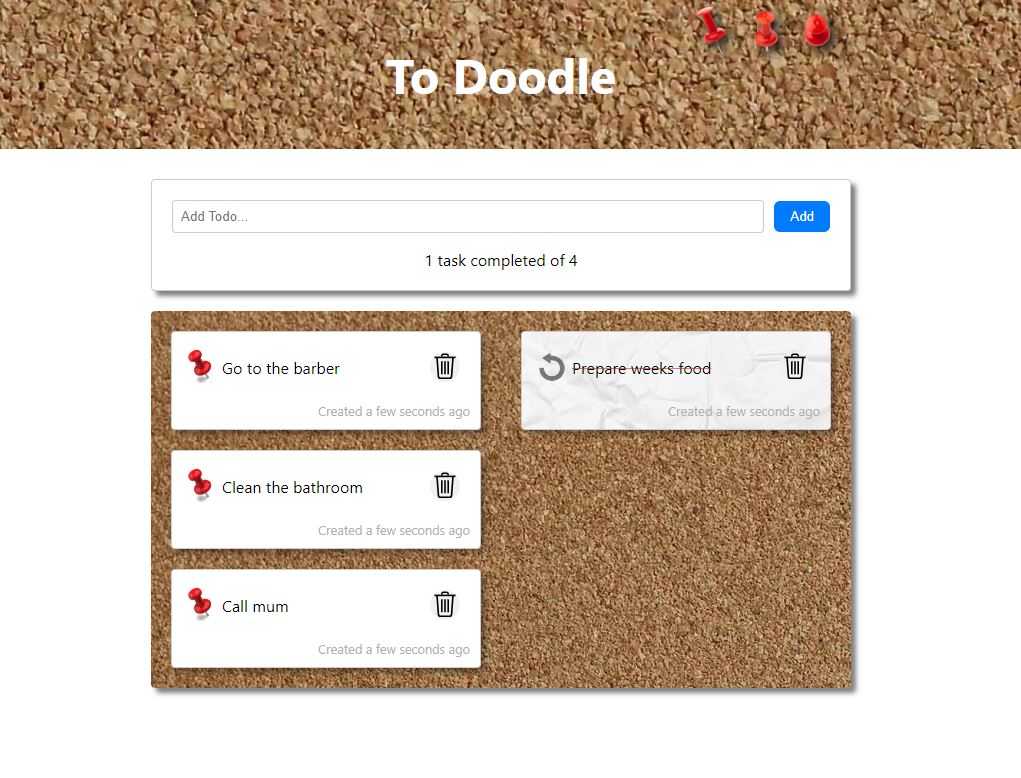 To Doodle
Add Todo...
Add
1 task completed of 4
Go to the barber
Created a few seconds ago
Clean the bathroom
Created a few seconds ago
Call mum
Created a few seconds ago
Prepare weeks food
Created a few seconds ago